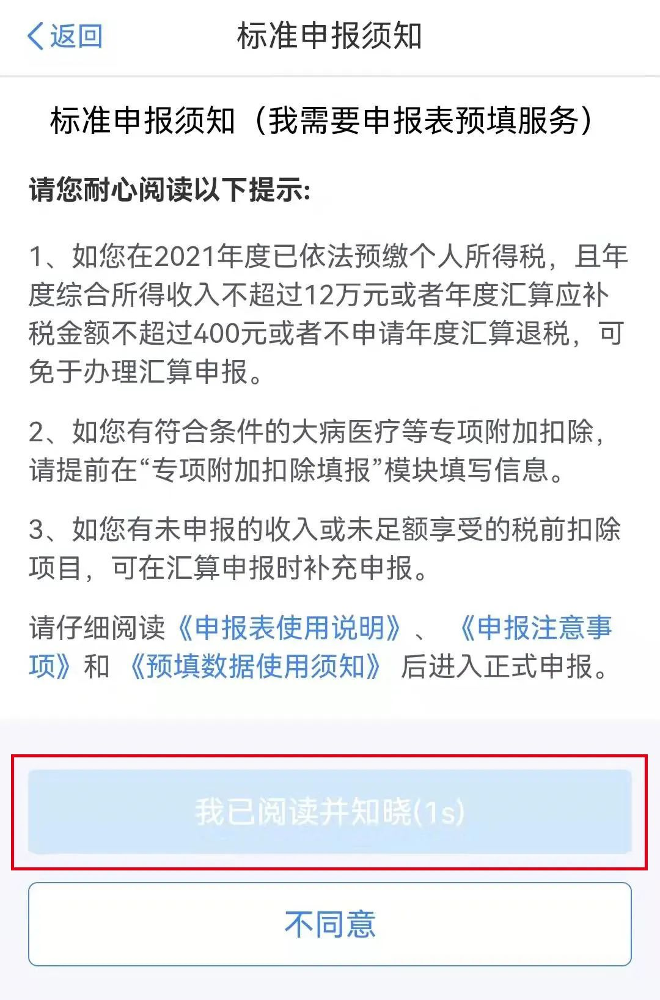 返回
标准申报须知
标准申报须知（我需要申报表预填服务）
请您耐心阅读以下提示:
1、如您在2021年度已依法预缴个人所得税，且年
度综合所得收入不超过12万元或者年度汇算应补
税金额不超过400元或者不申请年度汇算退税，可
免于办理汇算申报。
2、如您有符合条件的大病医疗等专项附加扣除，
请提前在“专项附加扣除填报”模块填写信息。
3、如您有未申报的收入或未足额享受的税前扣除
项目，可在汇算申报时补充申报。
请仔细阅读《申报表使用说明》、《申报注意事
项》和《预填数据使用须知》后进入正式申报。
我已阅读并知晓(1s)
不同意